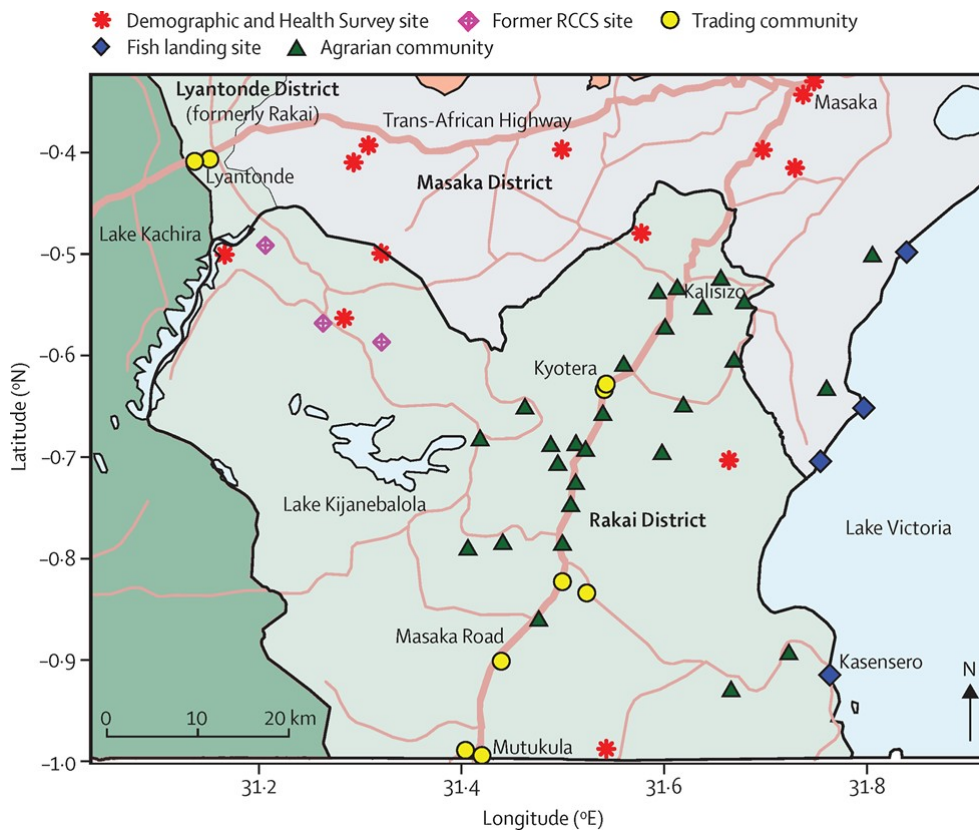 Demographic and Health Survey site
Former RCCS site
Trading community
Fish landing site
Agrarian community
Lyantonde District
(formerly Rakai)
Trans-African Highway
Masaka
Lyantonde
Masaka District
Lake Kachira
Kalisizo
Kyotera
Lake Kijanebalola
Rakai District
Lake Victoria
Masaka Road
Kasensero
Mutukula
N
0 10 20 km
–0·4
–0·5
–0·6
–0·7
–0·8
–0·9
–1·0
31·2 31·4 31·6 31·8
Latitude (ºN)
Longitude (ºE)